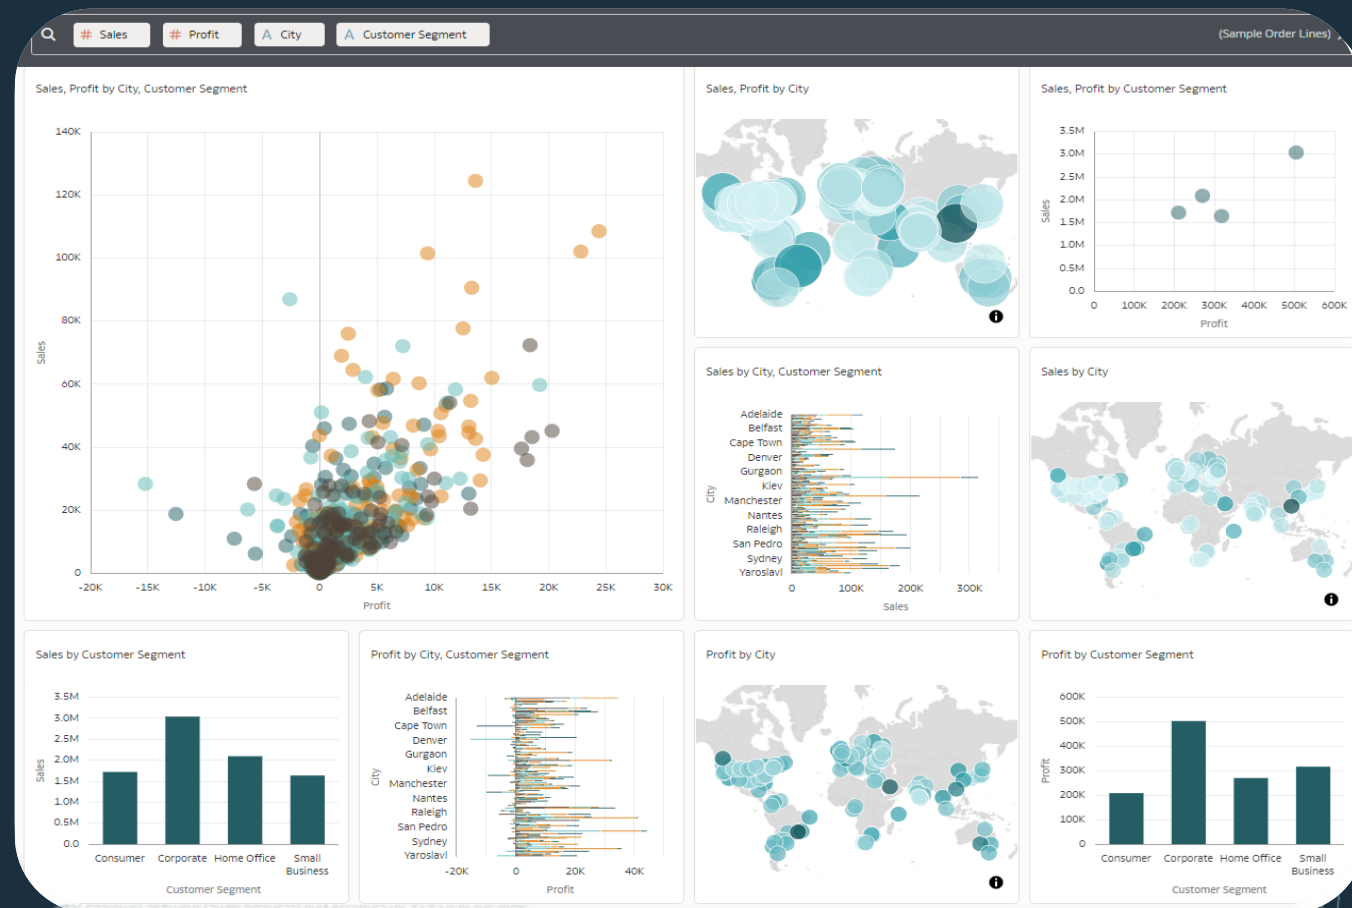 # Sales # Profit A City A Customer Segment (Sample Order Lines)
Sales, Profit by City, Customer Segment
140K
120K
100K
80K
60K
40K
20K
0
Sales
-20K -15K -10K -5K 0 5K 10K 15K 20K 25K 30K
Profit
Sales, Profit by City
Sales, Profit by Customer Segment
3.5M
3.0M
2.5M
2.0M
1.5M
1.0M
0.5M
0.0
Sales
0 100K 200K 300K 400K 500K 600K
Profit
Sales by City, Customer Segment
Adelaide
Belfast
Cape Town
Denver
Gurgaon
Kiev
Manchester
Nantes
Raleigh
San Pedro
Sydney
Yaroslavl
City
0 100K 200K 300K
Sales
Sales by City
Sales by Customer Segment
3.5M
3.0M
2.5M
2.0M
1.5M
1.0M
0.5M
0.0
Sales
Consumer Corporate Home Office Small
Business
Customer Segment
Profit by City, Customer Segment
Adelaide
Belfast
Cape Town
Denver
Gurgaon
Kiev
Manchester
Nantes
Raleigh
San Pedro
Sydney
Yaroslavl
City
-20K 0 20K 40K
Profit
Profit by City
Profit by Customer Segment
600K
500K
400K
300K
200K
100K
0
Profit
Consumer Corporate Home Office Small
Business
Customer Segment